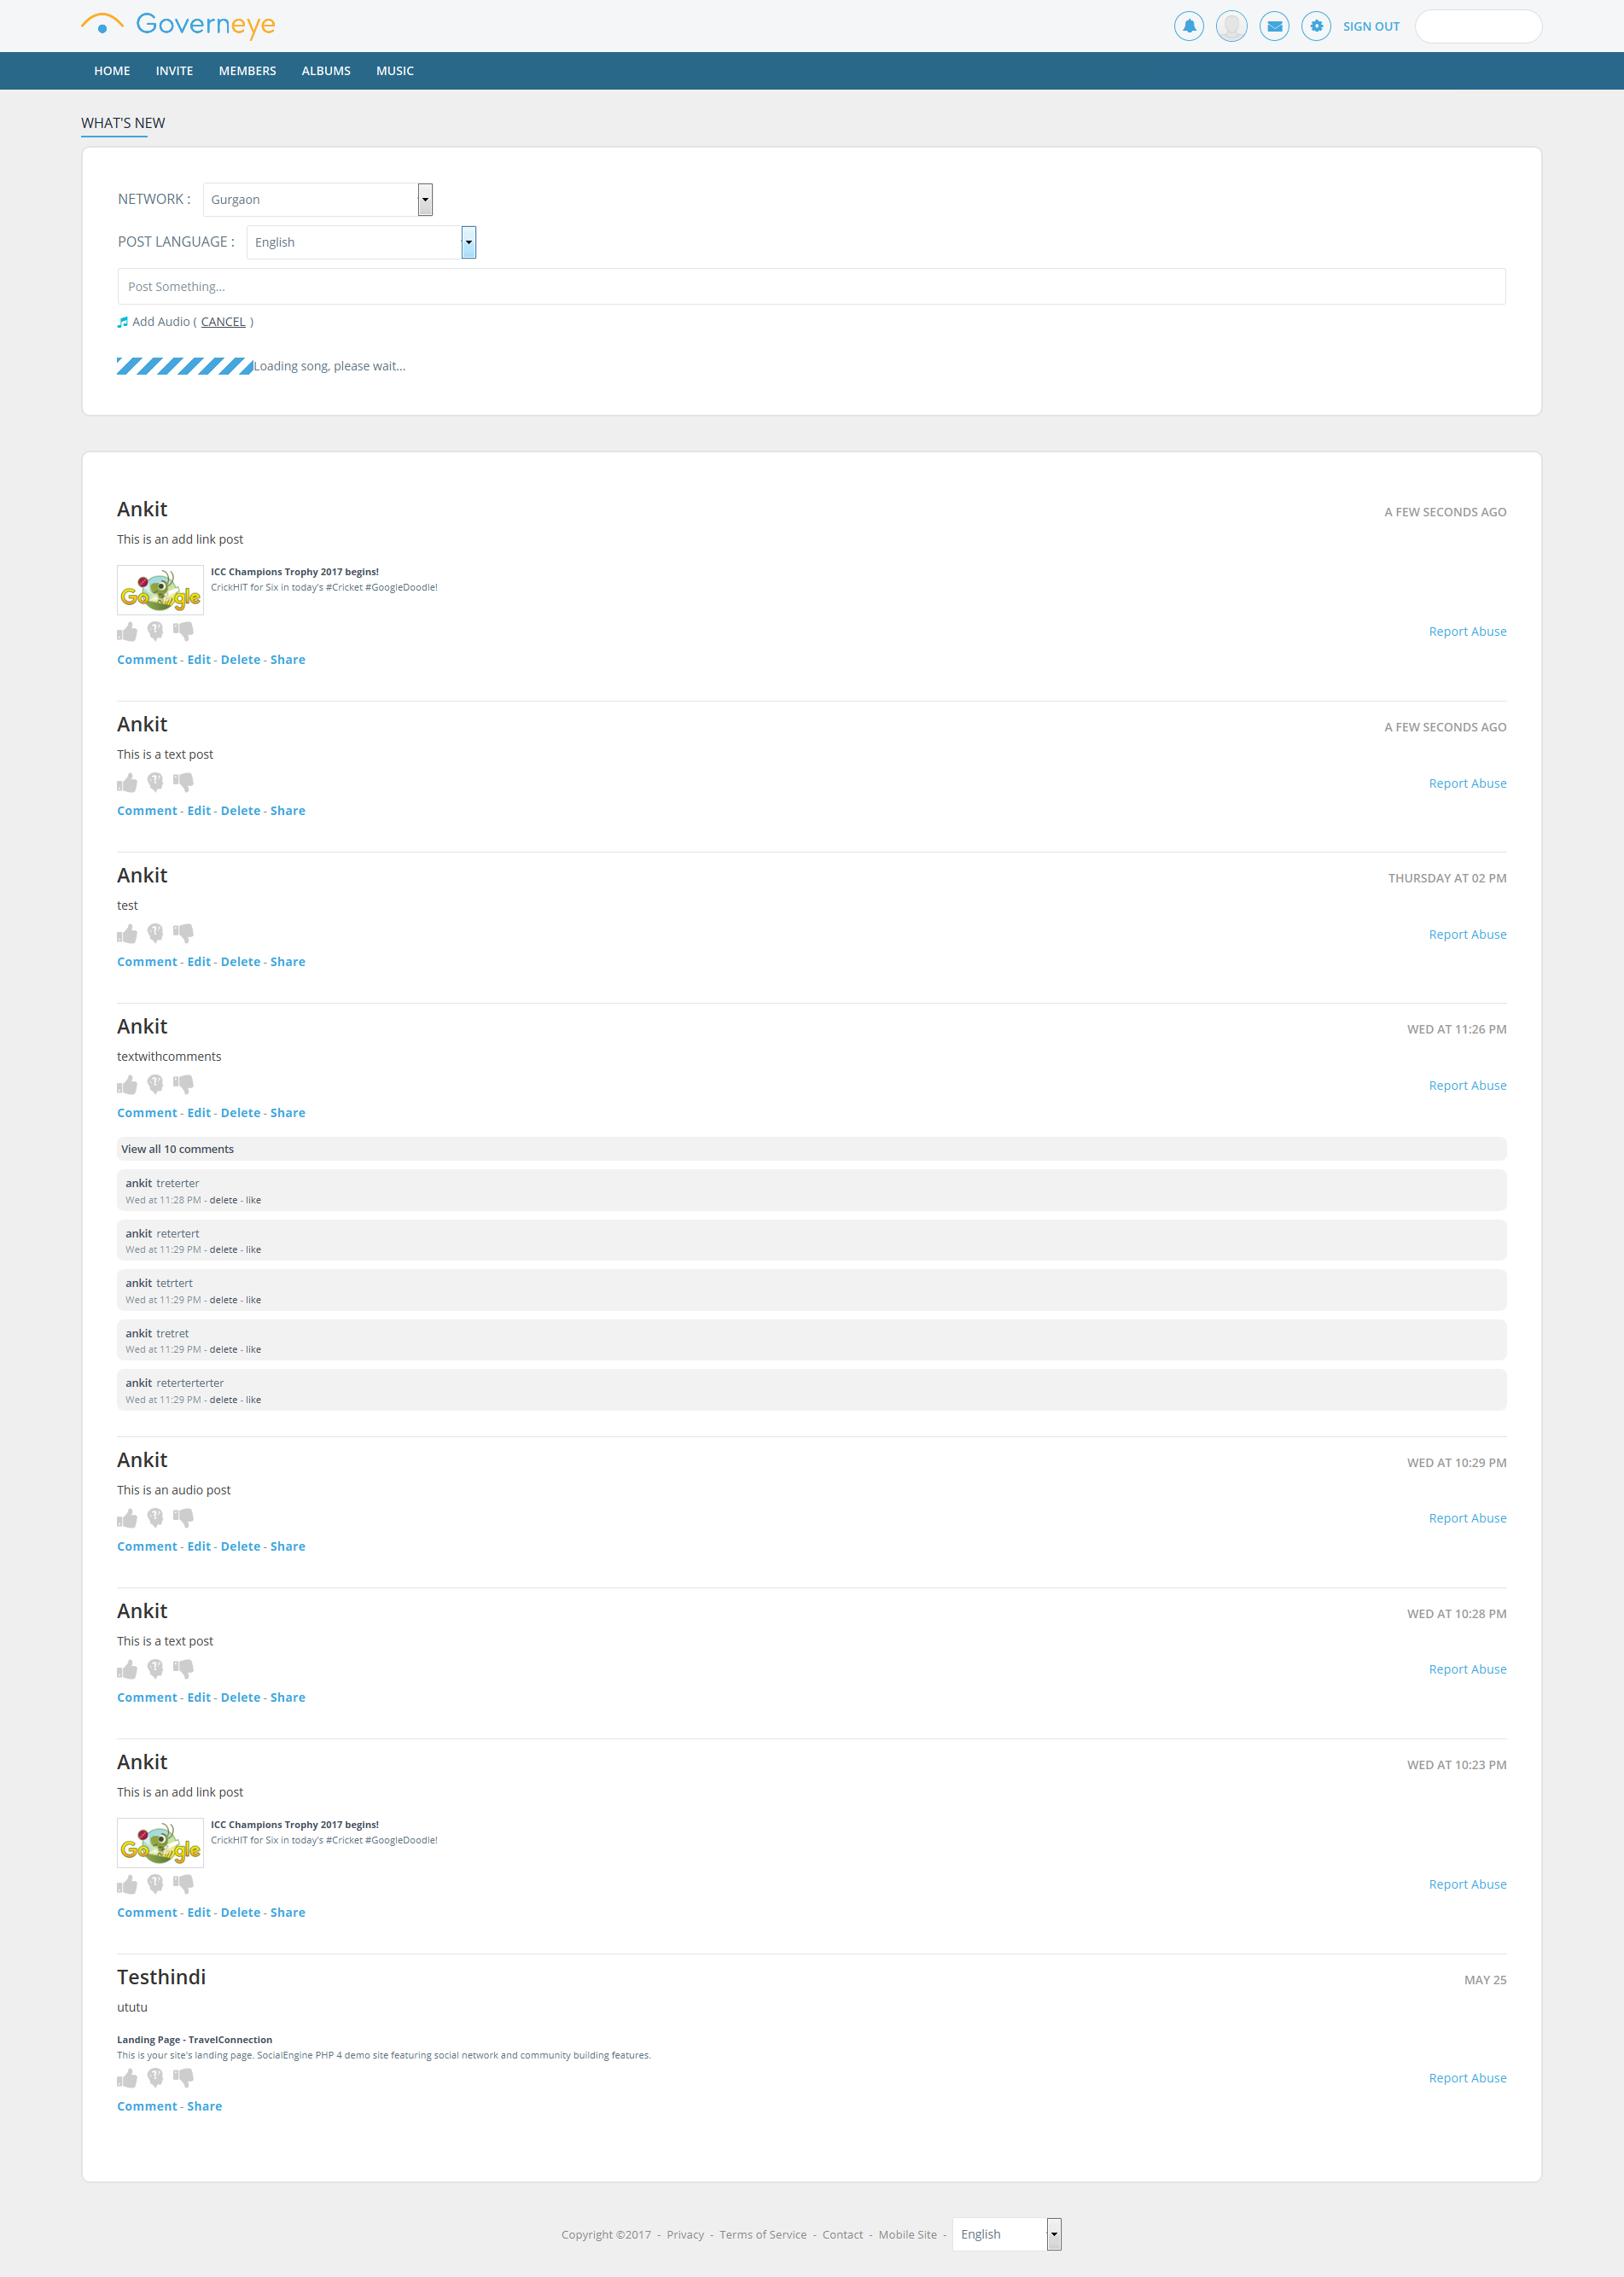 Governeye
SIGN OUT
HOME INVITE MEMBERS ALBUMS MUSIC
WHAT'S NEW
NETWORK : Gurgaon
POST LANGUAGE : English
Post Something...
Add Audio ( CANCEL )
Loading song, please wait...
Ankit A FEW SECONDS AGO
This is an add link post
Google
ICC Champions Trophy 2017 begins!
CrickHIT for Six in today's #Cricket #GoogleDoodle!
Report Abuse
Comment - Edit - Delete - Share
Ankit A FEW SECONDS AGO
This is a text post
Report Abuse
Comment - Edit - Delete - Share
Ankit THURSDAY AT 02 PM
test
Report Abuse
Comment - Edit - Delete - Share
Ankit WED AT 11:26 PM
textwithcomments
Report Abuse
Comment - Edit - Delete - Share
View all 10 comments
ankit treterter
Wed at 11:28 PM - delete - like
ankit retertert
Wed at 11:29 PM - delete - like
ankit tetrtert
Wed at 11:29 PM - delete - like
ankit tretret
Wed at 11:29 PM - delete - like
ankit reterterterter
Wed at 11:29 PM - delete - like
Ankit WED AT 10:29 PM
This is an audio post
Report Abuse
Comment - Edit - Delete - Share
Ankit WED AT 10:28 PM
This is a text post
Report Abuse
Comment - Edit - Delete - Share
Ankit WED AT 10:23 PM
This is an add link post
Google
ICC Champions Trophy 2017 begins!
CrickHIT for Six in today's #Cricket #GoogleDoodle!
Report Abuse
Comment - Edit - Delete - Share
Testhindi MAY 25
ututu
Landing Page - TravelConnection
This is your site's landing page. SocialEngine PHP 4 demo site featuring social network and community building features.
Report Abuse
Comment - Share
Copyright ©2017 - Privacy - Terms of Service - Contact - Mobile Site - English